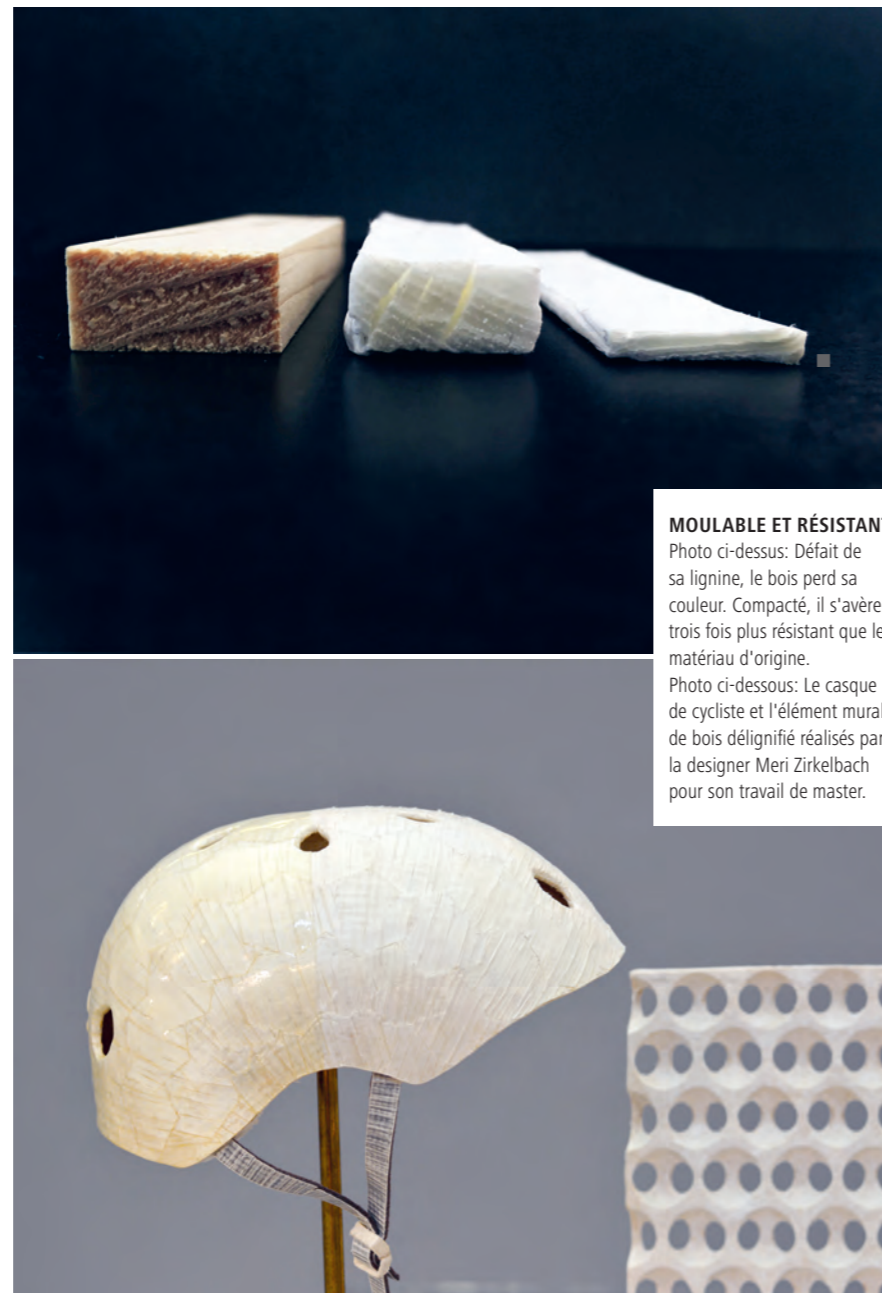 MOULABLE ET RÉSISTANT
Photo ci-dessus: Défait de
sa lignine, le bois perd sa
couleur. Compacté, il s'avère
trois fois plus résistant que le
matériau d'origine.
Photo ci-dessous: Le casque
de cycliste et l'élément mural
de bois délignifié réalisés par
la designer Meri Zirkelbach
pour son travail de master.